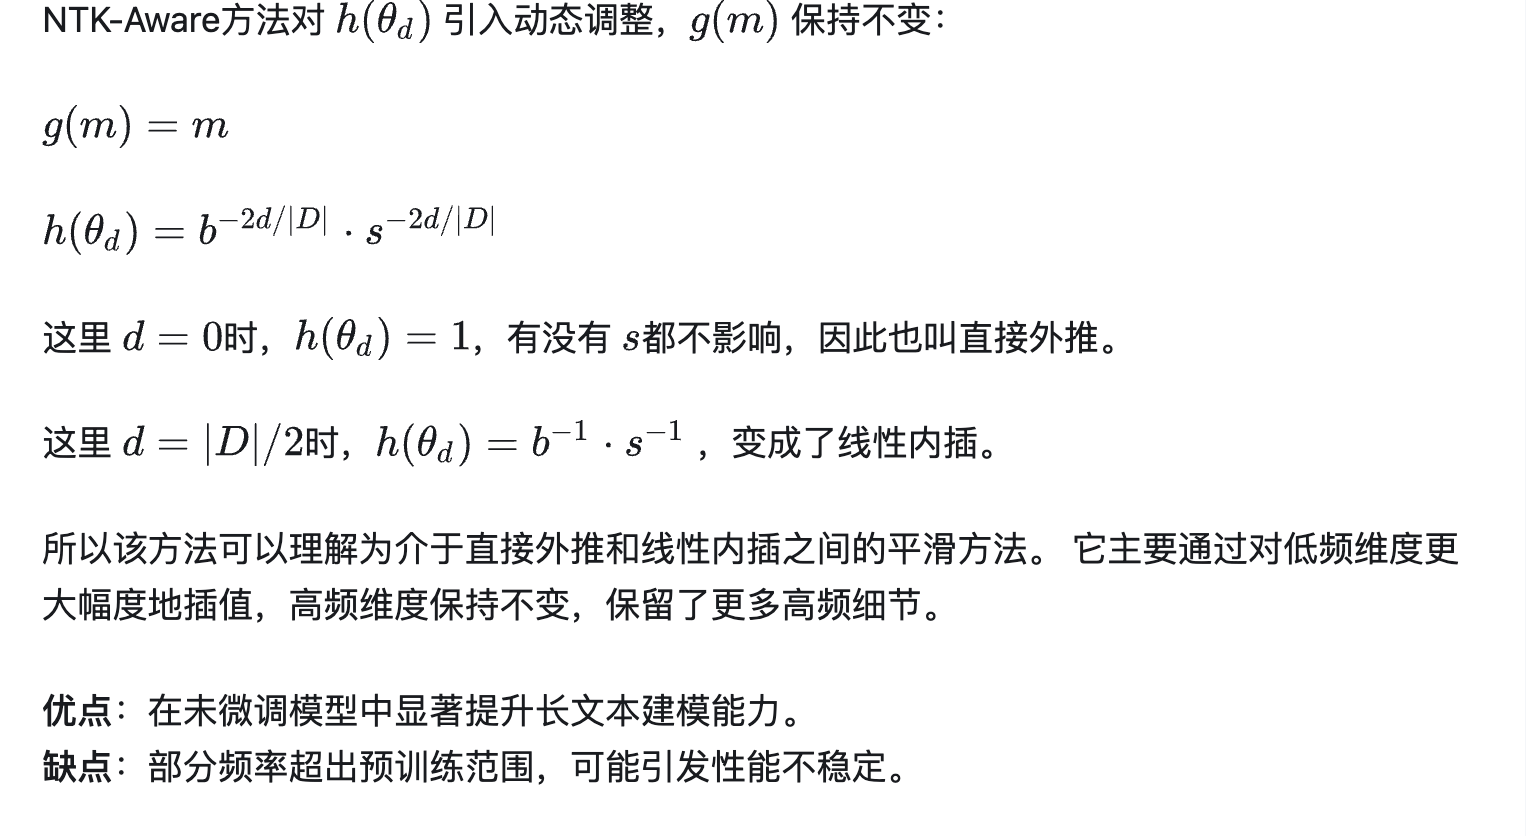 NTK-Aware方法对 h(θ_d) 引入动态调整，g(m) 保持不变：
g(m) = m
h(θ_d) = b^{-2d/|D|} · s^{-2d/|D|}
这里 d = 0时，h(θ_d) = 1，有没有 s都不影响，因此也叫直接外推。
这里 d = |D|/2时，h(θ_d) = b^{-1} · s^{-1} ，变成了线性内插。
所以该方法可以理解为介于直接外推和线性内插之间的平滑方法。 它主要通过对低频维度更
大幅度地插值，高频维度保持不变，保留了更多高频细节。
优点：在未微调模型中显著提升长文本建模能力。
缺点：部分频率超出预训练范围，可能引发性能不稳定。